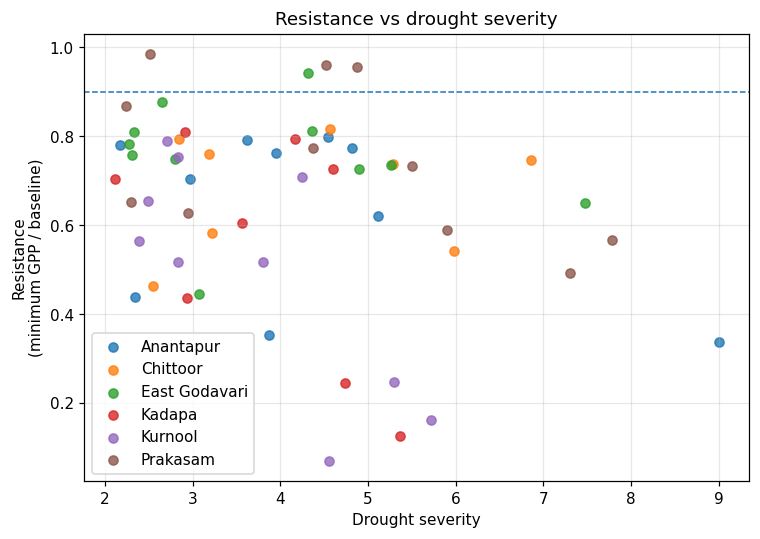 Resistance vs drought severity
Resistance
(minimum GPP / baseline)
1.0
0.8
0.6
0.4
0.2
Anantapur
Chittoor
East Godavari
Kadapa
Kurnool
Prakasam
2 3 4 5 6 7 8 9
Drought severity